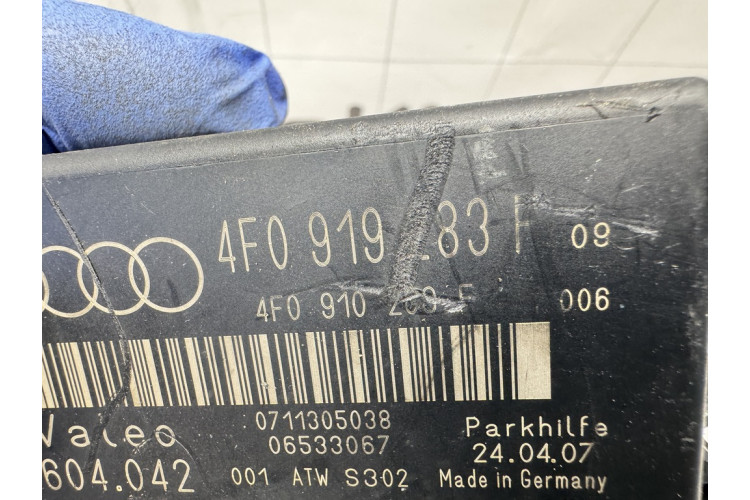 4F0 919 283 F 09
4F0 910 006
Valeo 0711305038 Parkhilfe
06533067 24.04.07
604.042 001 ATW S302 Made in Germany